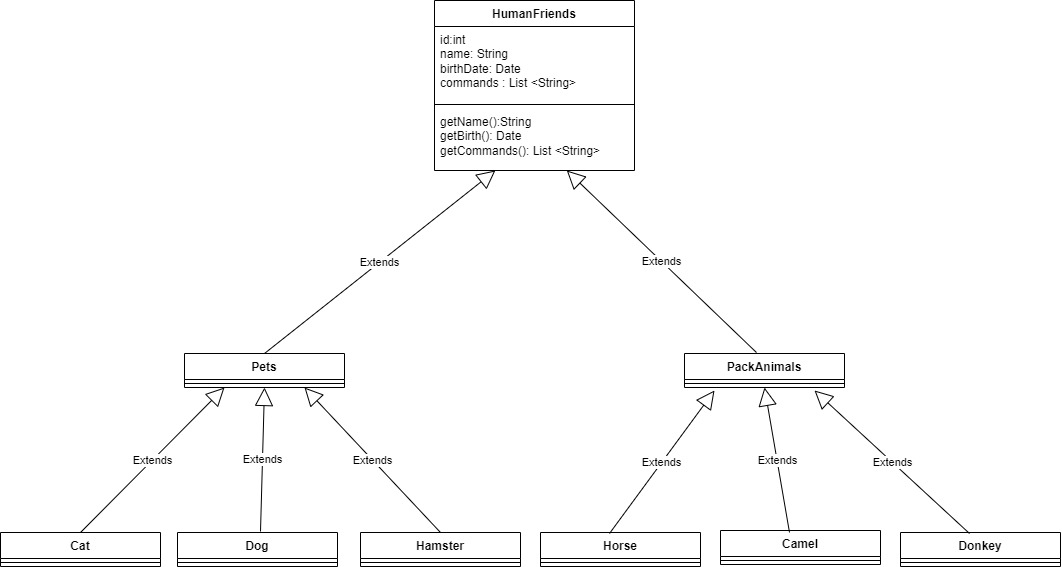 HumanFriends
id:int
name: String
birthDate: Date
commands : List <String>
getName():String
getBirth(): Date
getCommands(): List <String>
Extends
Extends
Pets
PackAnimals
Extends
Extends
Extends
Extends
Extends
Extends
Cat
Dog
Hamster
Horse
Camel
Donkey